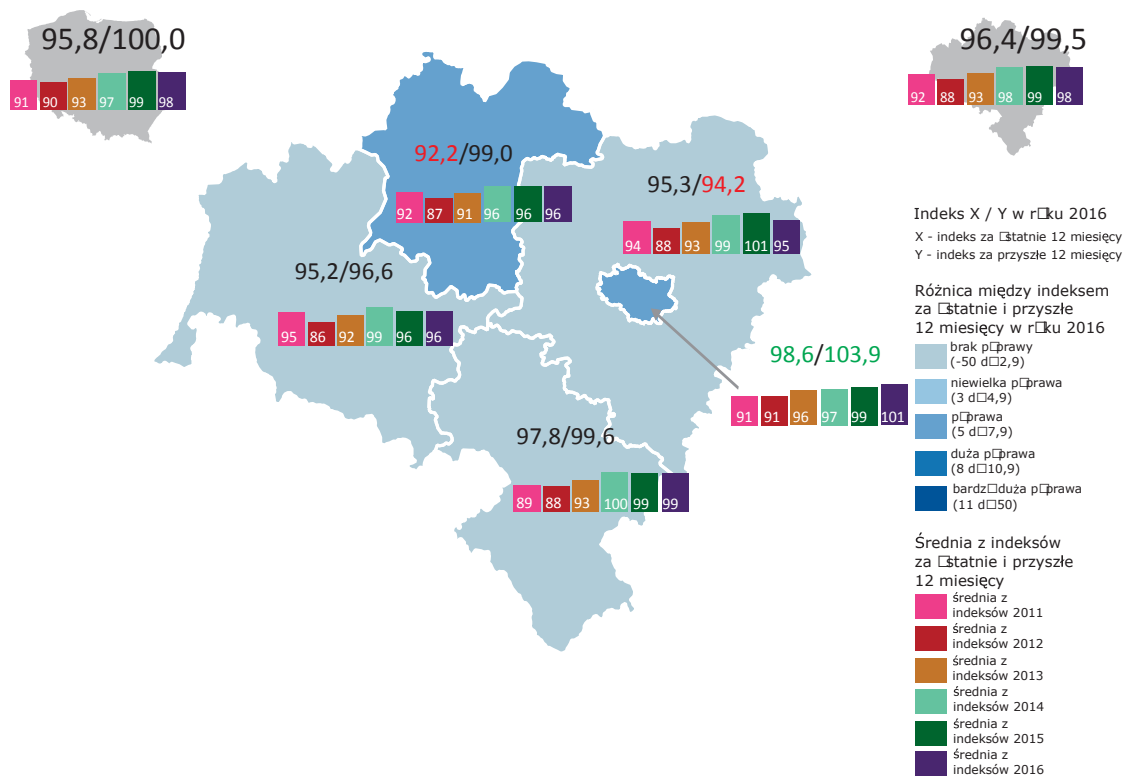 95,8/100,0
91 90 93 97 99 98
96,4/99,5
92 88 93 98 99 98
92,2/99,0
92 87 91 96 96 96
95,3/94,2
94 88 93 99 101 95
95,2/96,6
95 86 92 99 96 96
98,6/103,9
91 91 96 97 99 101
97,8/99,6
89 88 93 100 99 99
Indeks X / Y w r□ku 2016
X - indeks za □statnie 12 miesięcy
Y - indeks za przyszłe 12 miesięcy
Różnica między indeksem
za □statnie i przyszłe
12 miesięcy w r□ku 2016
brak p□prawy
(-50 d□2,9)
niewielka p□prawa
(3 d□4,9)
p□prawa
(5 d□7,9)
duża p□prawa
(8 d□10,9)
bardz□duża p□prawa
(11 d□50)
Średnia z indeksów
za □statnie i przyszłe
12 miesięcy
średnia z
indeksów 2011
średnia z
indeksów 2012
średnia z
indeksów 2013
średnia z
indeksów 2014
średnia z
indeksów 2015
średnia z
indeksów 2016